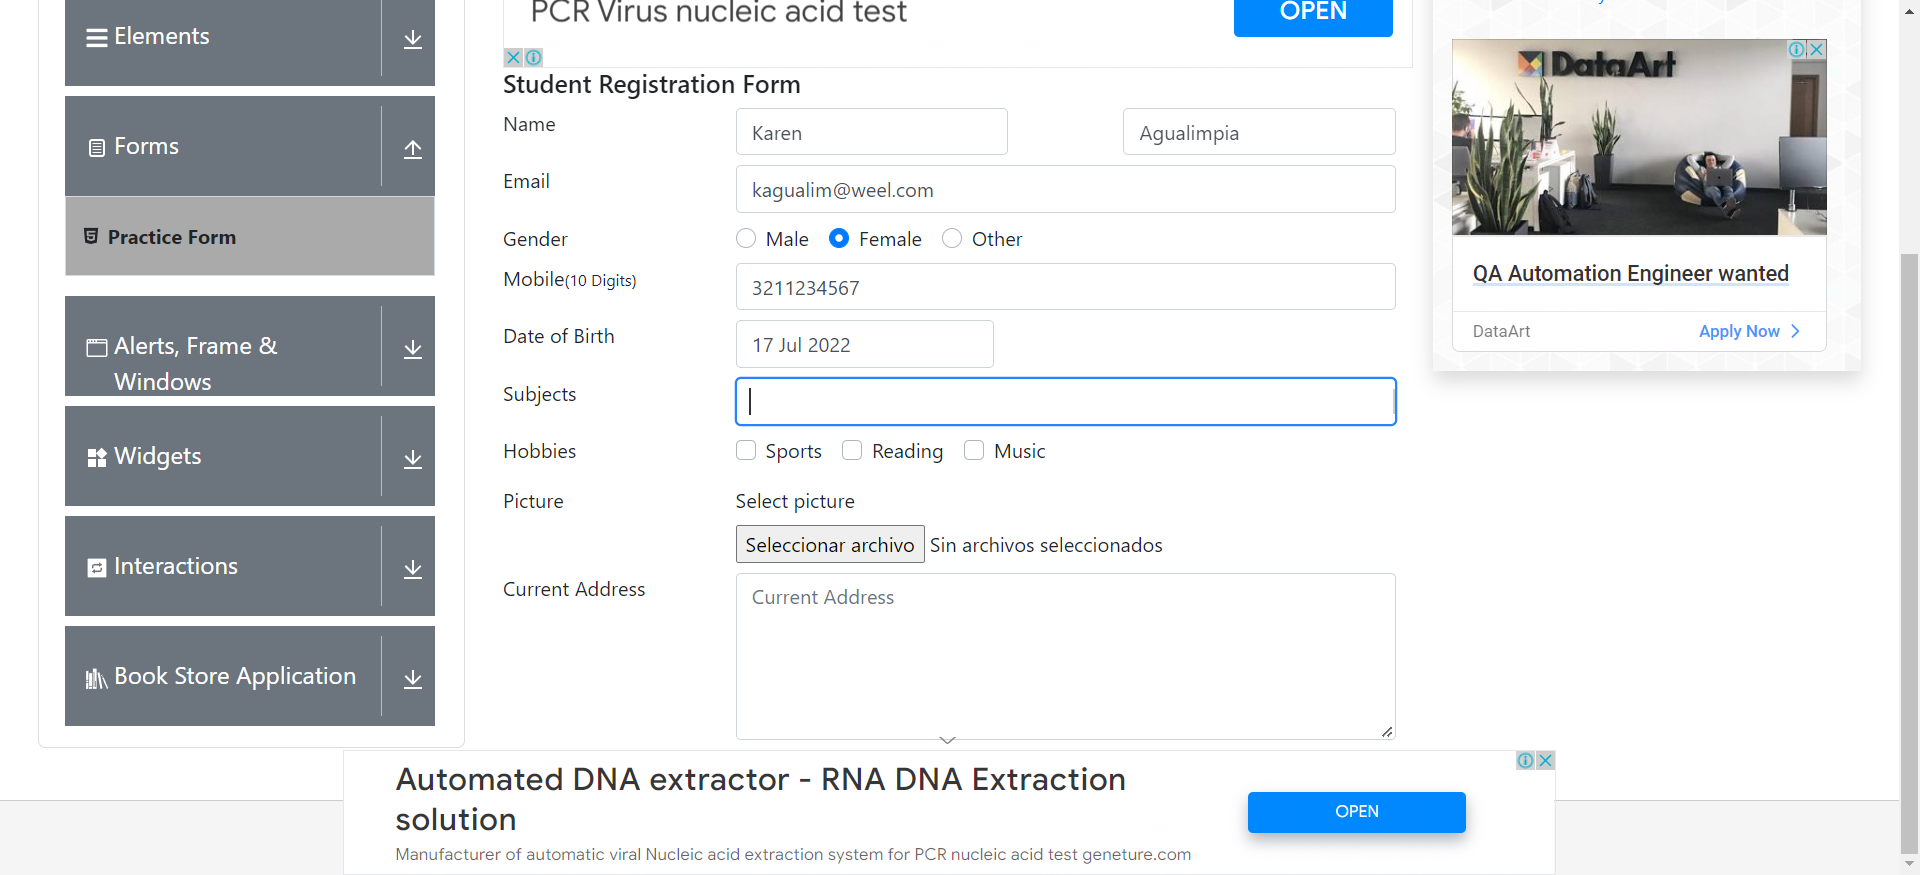 Elements
Forms
Practice Form
Alerts, Frame &
Windows
Widgets
Interactions
Book Store Application
PCR Virus nucleic acid test
OPEN
Student Registration Form
Name
Karen
Agualimpia
Email
kagualim@weel.com
Gender
Male
Female
Other
Mobile(10 Digits)
3211234567
Date of Birth
17 Jul 2022
Subjects
Hobbies
Sports
Reading
Music
Picture
Select picture
Seleccionar archivo
Sin archivos seleccionados
Current Address
Current Address
DataArt
QA Automation Engineer wanted
DataArt
Apply Now
Automated DNA extractor - RNA DNA Extraction
solution
Manufacturer of automatic viral Nucleic acid extraction system for PCR nucleic acid test geneture.com
OPEN